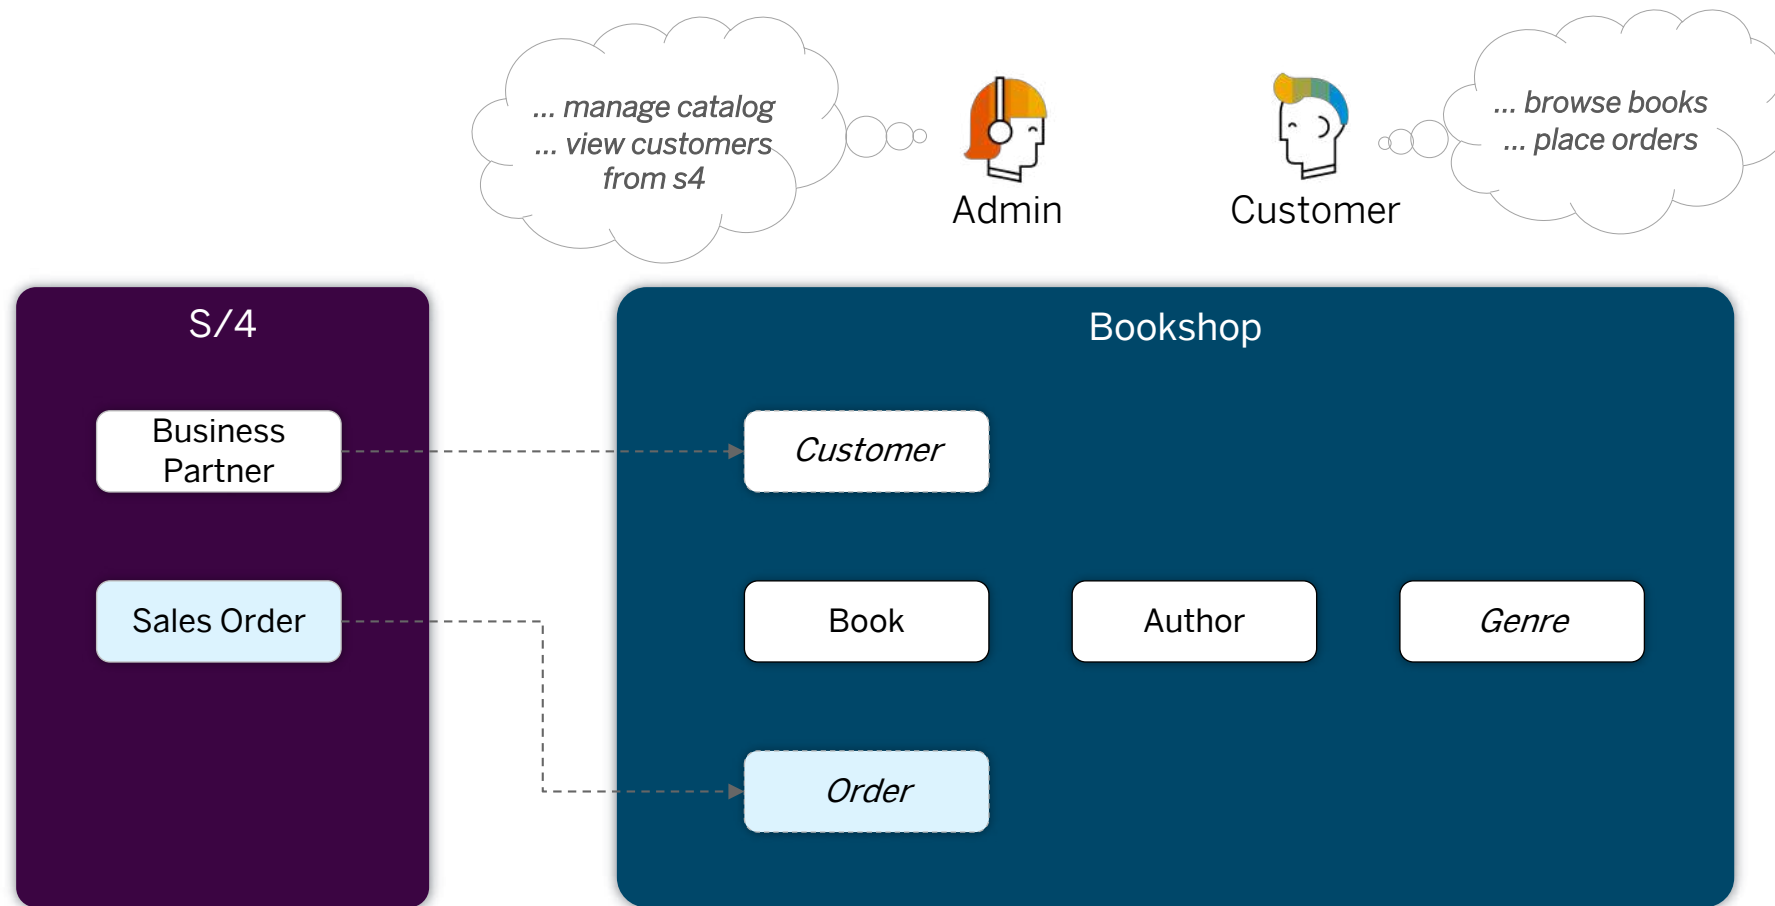 ... manage catalog
... view customers
from s4
Admin
Customer
... browse books
... place orders
S/4
Business
Partner
Sales Order
Bookshop
Customer
Book
Author
Genre
Order